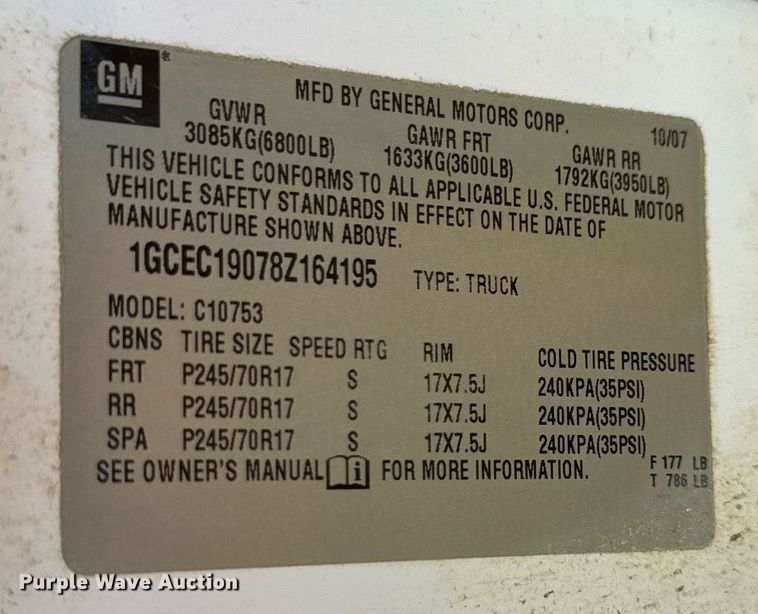 GM
MFD BY GENERAL MOTORS CORP. 10/07
GVWR GAWR FRT GAWR RR
3085KG(6800LB) 1633KG(3600LB) 1792KG(3950LB)
THIS VEHICLE CONFORMS TO ALL APPLICABLE U.S. FEDERAL MOTOR
VEHICLE SAFETY STANDARDS IN EFFECT ON THE DATE OF
MANUFACTURE SHOWN ABOVE.
1GCEC19078Z164195 TYPE: TRUCK
MODEL: C10753
CBNS TIRE SIZE SPEED RTG RIM COLD TIRE PRESSURE
FRT P245/70R17 S 17X7.5J 240KPA(35PSI)
RR P245/70R17 S 17X7.5J 240KPA(35PSI)
SPA P245/70R17 S 17X7.5J 240KPA(35PSI)
SEE OWNER'S MANUAL i FOR MORE INFORMATION.
F 177 LB
T 786 LB
Purple Wave Auction